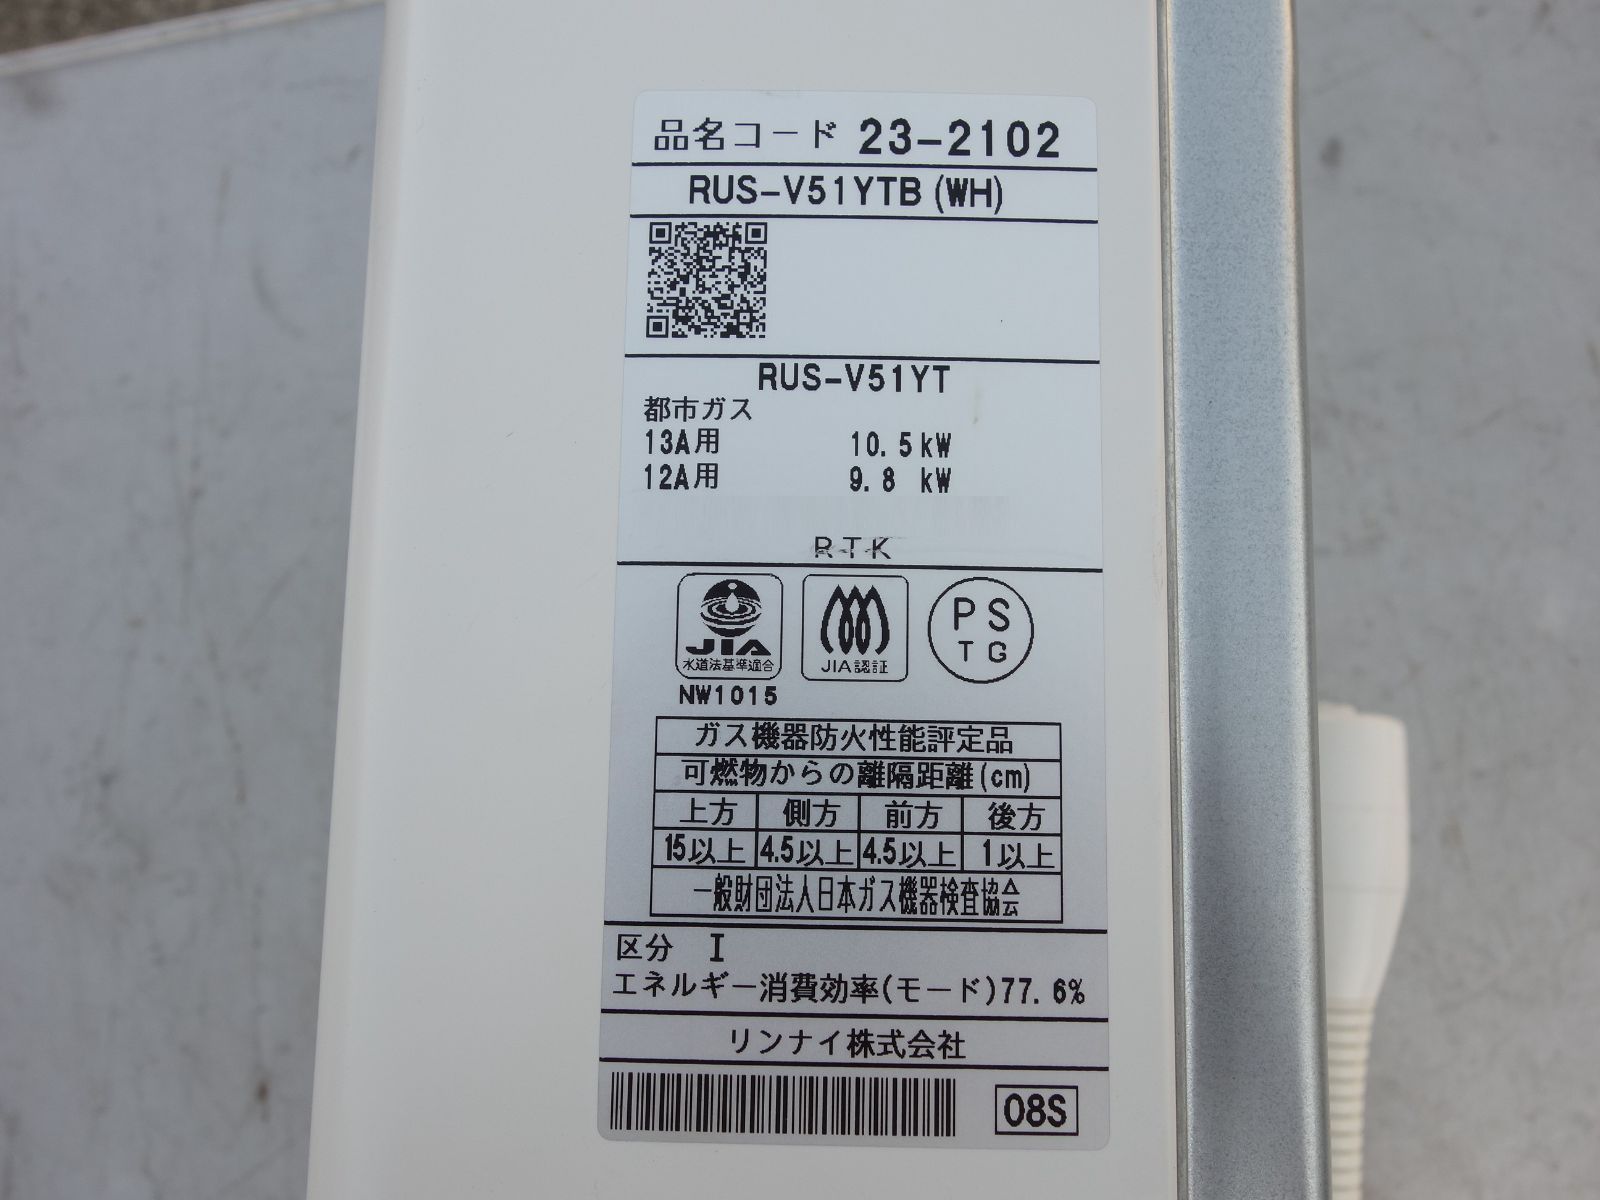 品名コード 23-2102
RUS-V51YTB(WH)
RUS-V51YT
都市ガス
13A用 10.5kW
12A用 9.8 kW
RTK
JIA
水道法基準適合
JIA認証
PS
TG
NW1015
ガス機器防火性能評定品
可燃物からの離隔距離(cm)
上方 側方 前方 後方
15以上 4.5以上 4.5以上 1以上
一般財団法人日本ガス機器検査協会
区分 I
エネルギー消費効率(モード)77.6%
リンナイ株式会社
08S